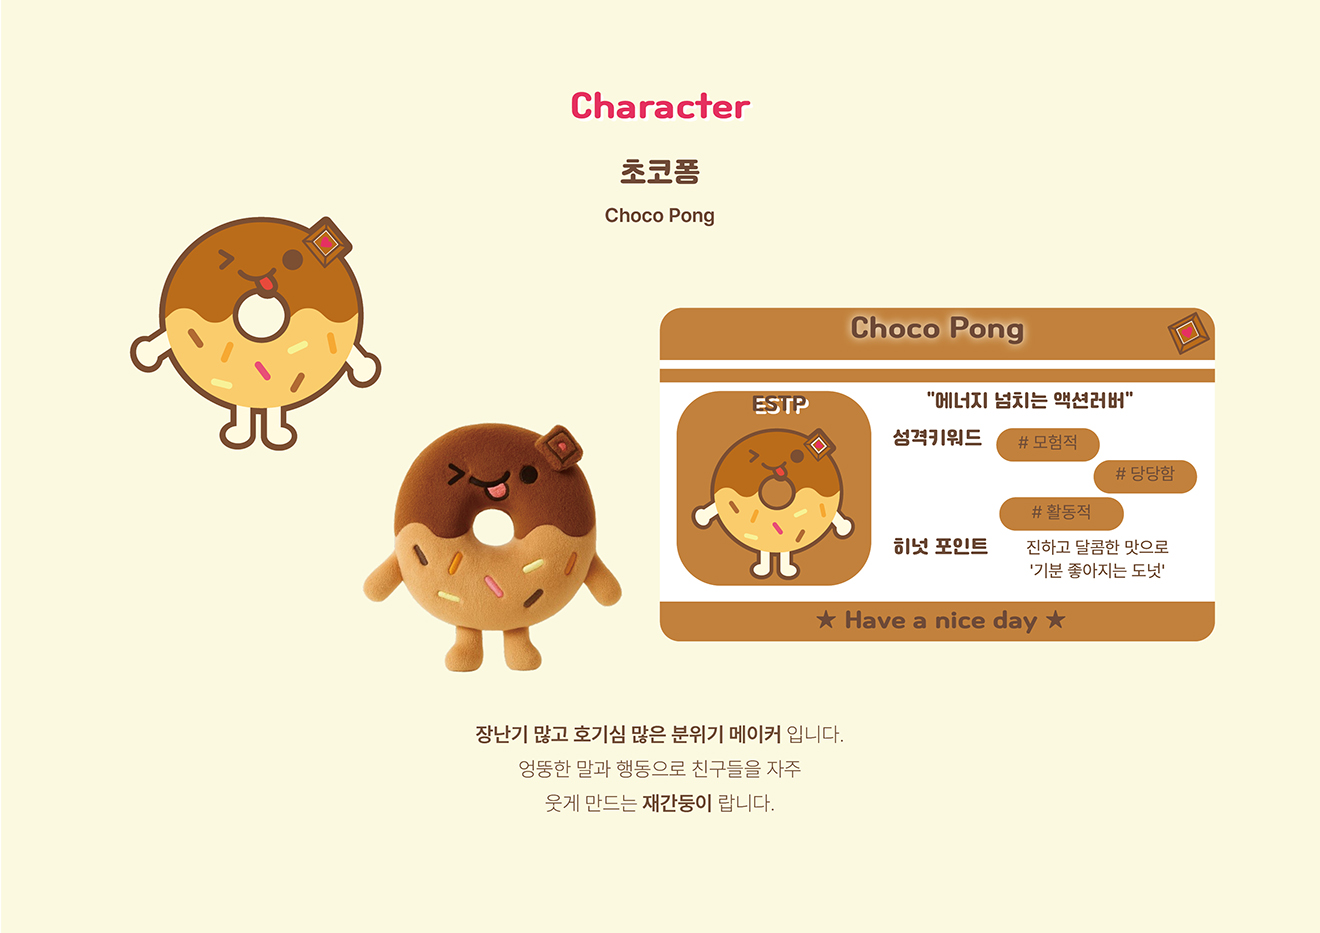 Character
초코퐁
Choco Pong
Choco Pong
ESTP
"에너지 넘치는 액션러버"
성격키워드
# 모험적
# 당당함
# 활동적
히넛 포인트
진하고 달콤한 맛으로
'기분 좋아지는 도넛'
★ Have a nice day ★
장난기 많고 호기심 많은 분위기 메이커 입니다.
엉뚱한 말과 행동으로 친구들을 자주
웃게 만드는 재간둥이 랍니다.